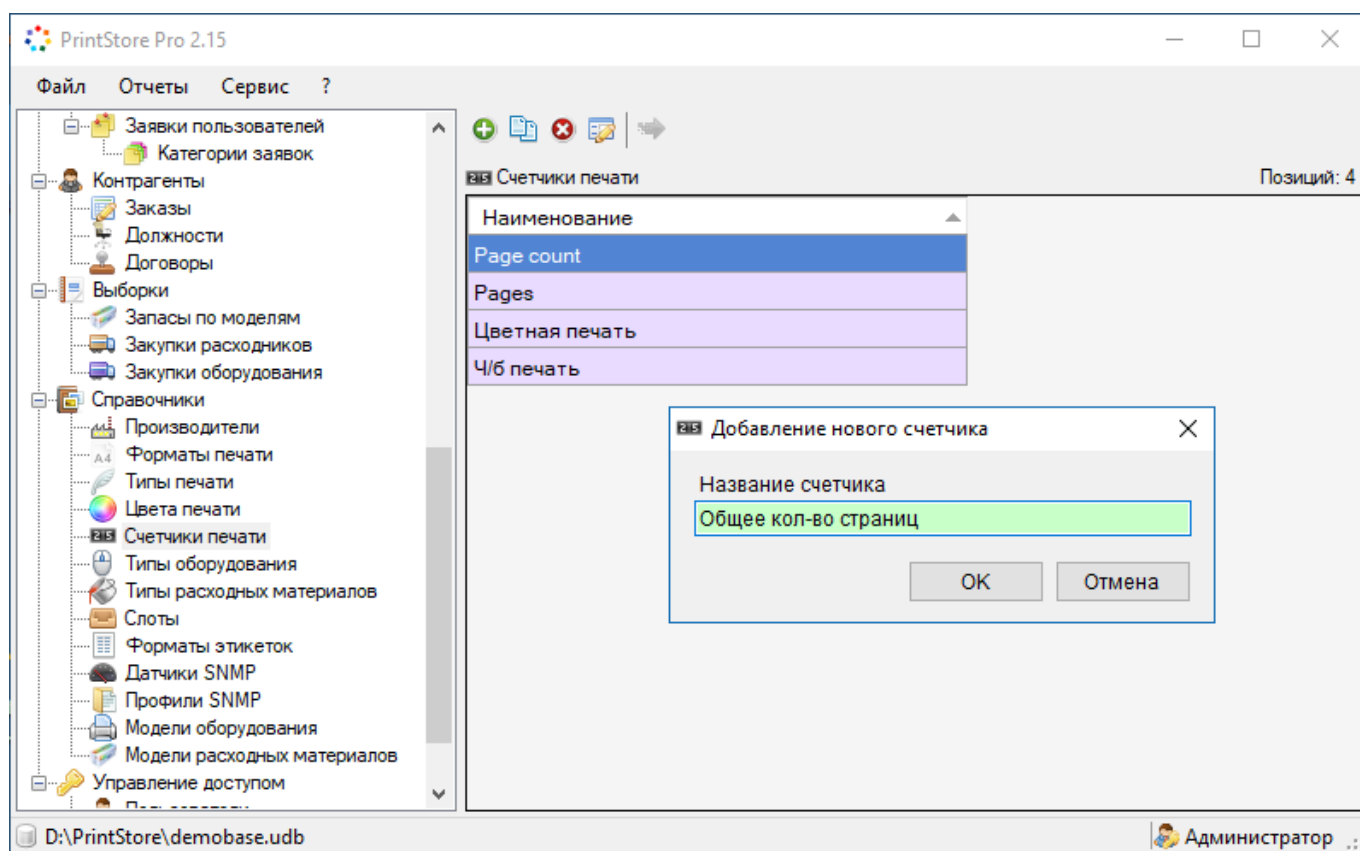 PrintStore Pro 2.15
Файл Отчеты Сервис ?
Заявки пользователей
Категории заявок
Контрагенты
Заказы
Должности
Договоры
Выборки
Запасы по моделям
Закупки расходников
Закупки оборудования
Справочники
Производители
Форматы печати
Типы печати
Цвета печати
Счетчики печати
Типы оборудования
Типы расходных материалов
Слоты
Форматы этикеток
Датчики SNMP
Профили SNMP
Модели оборудования
Модели расходных материалов
Управление доступом
Счетчики печати Позиций: 4
Наименование
Page count
Pages
Цветная печать
Ч/б печать
Добавление нового счетчика
Название счетчика
Общее кол-во страниц
OK Отмена
D:\PrintStore\demobase.udb Администратор